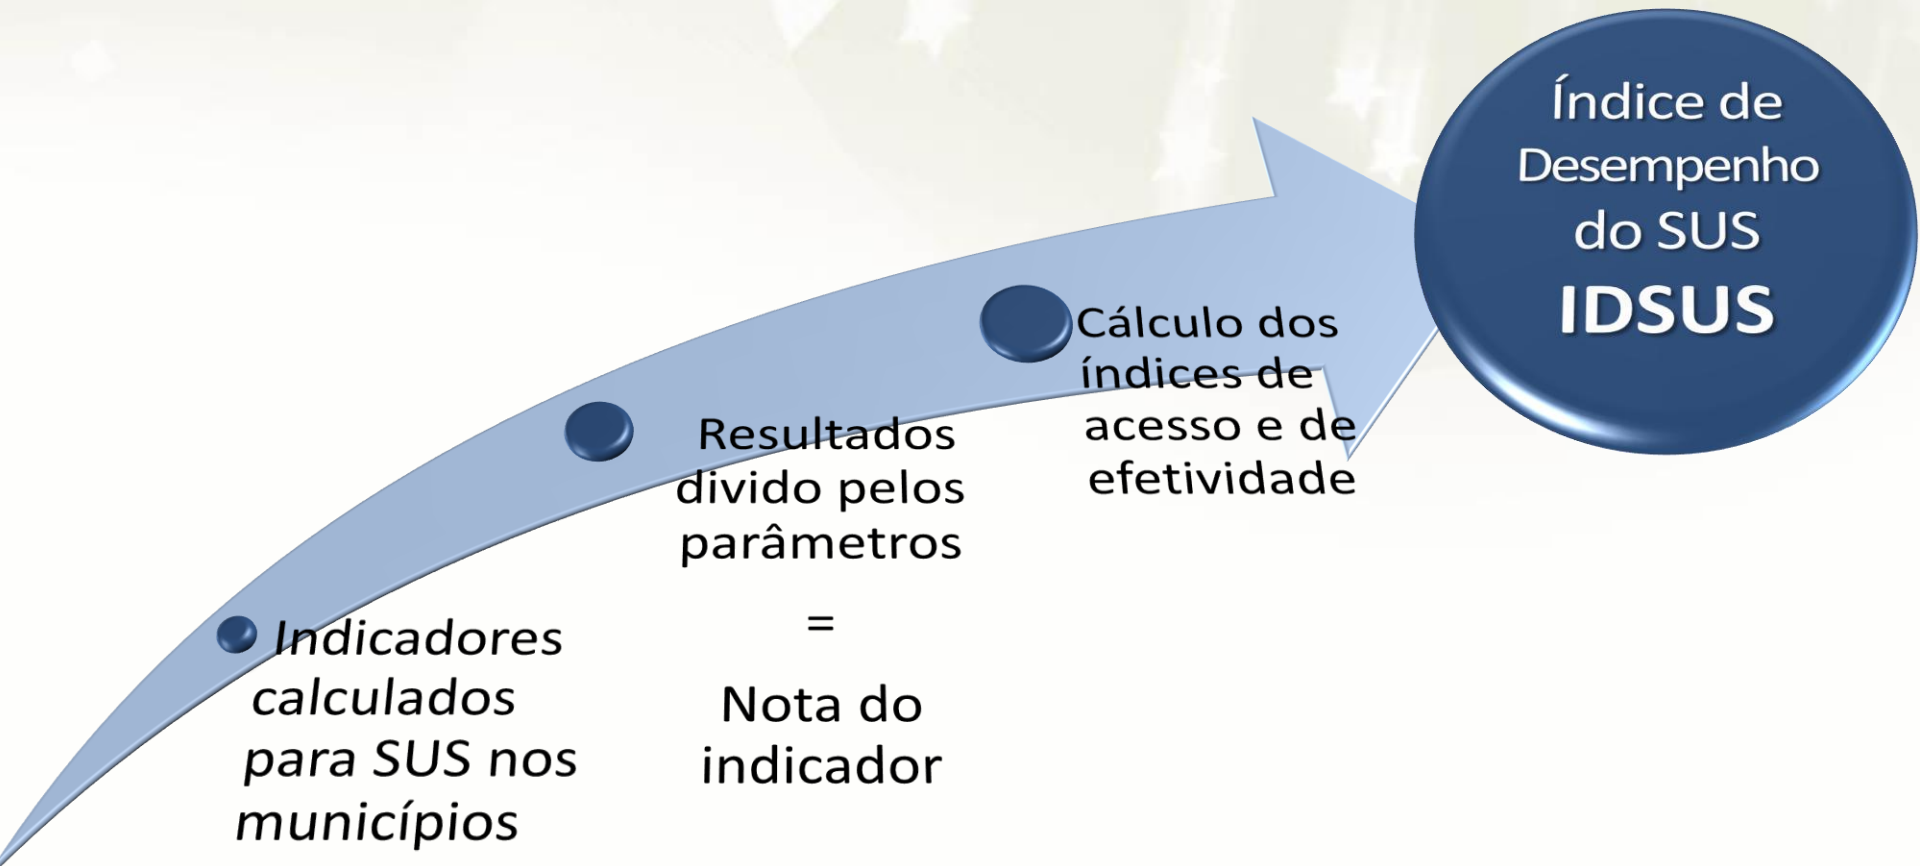 Indicadores
calculados
para SUS nos
municípios
Resultados
divido pelos
parâmetros
=
Nota do
indicador
Cálculo dos
índices de
acesso e de
efetividade
Índice de
Desempenho
do SUS
IDSUS